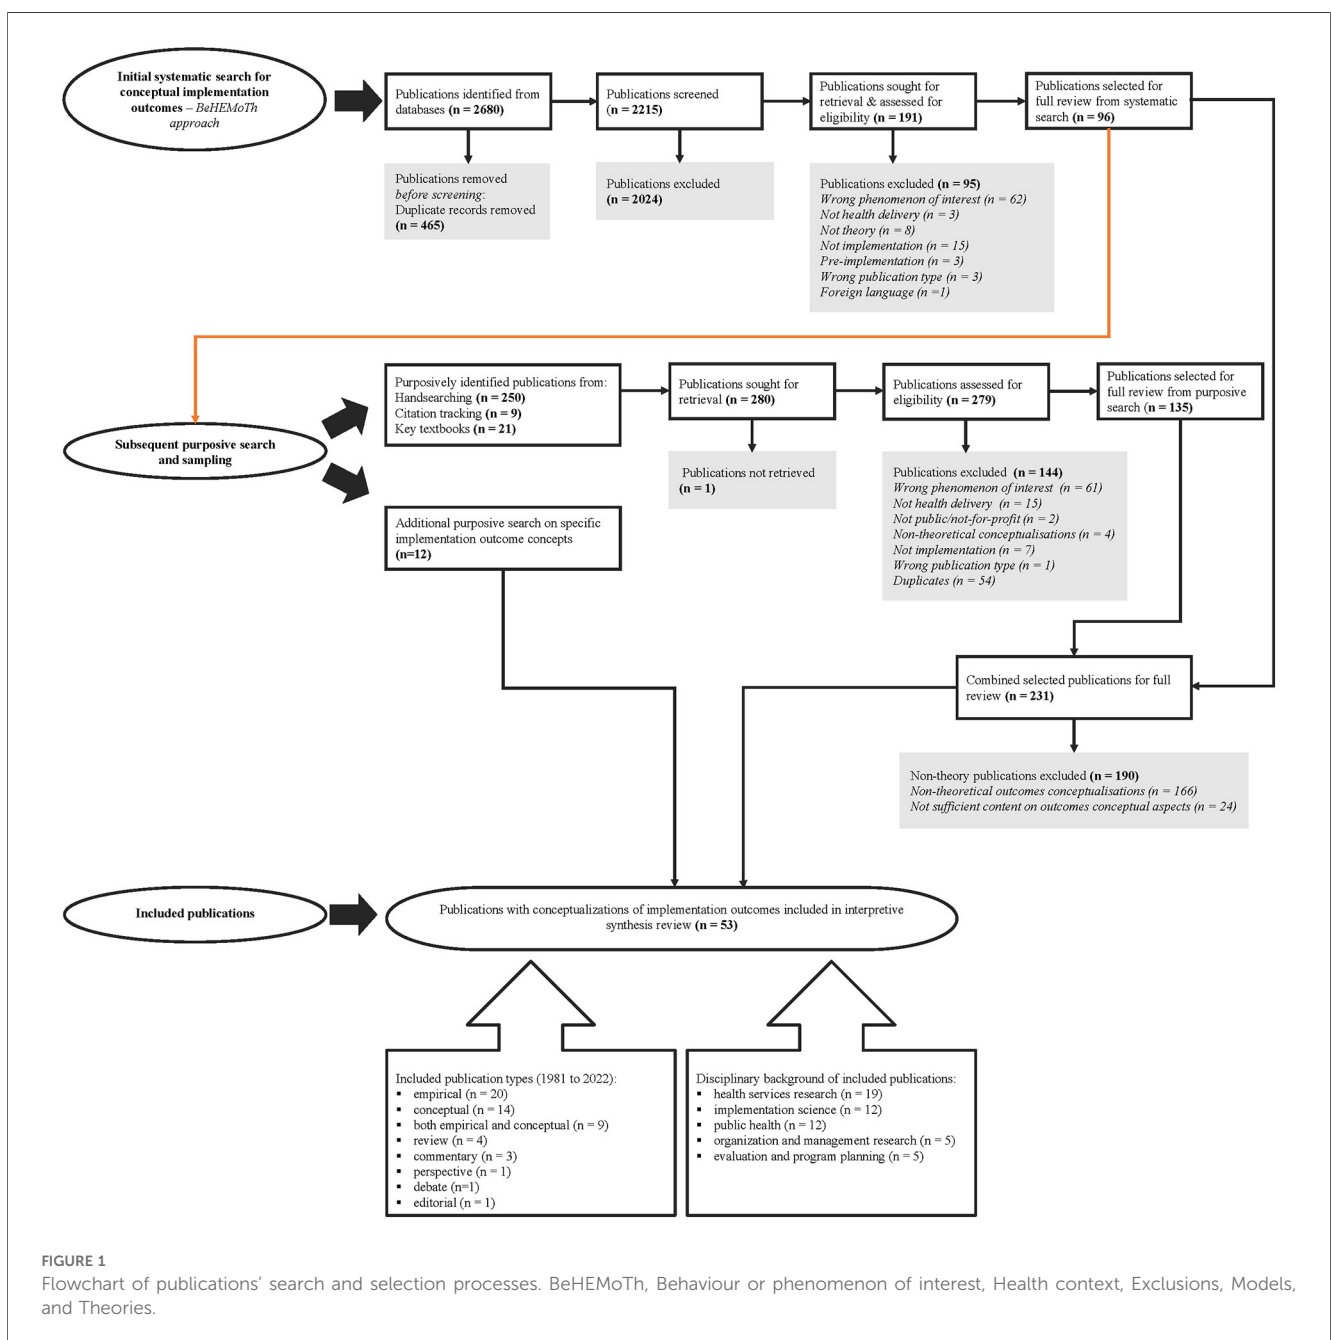 Initial systematic search for
conceptual implementation
outcomes – BeHEMoTh
approach
Publications identified from
databases (n = 2680)
Publications screened
(n = 2215)
Publications sought for
retrieval & assessed for
eligibility (n = 191)
Publications selected for
full review from systematic
search (n = 96)
Publications removed
before screening:
Duplicate records removed
(n = 465)
Publications excluded
(n = 2024)
Publications excluded (n = 95)
Wrong phenomenon of interest (n = 62)
Not health delivery (n = 3)
Not theory (n = 8)
Not implementation (n = 15)
Pre-implementation (n = 3)
Wrong publication type (n = 3)
Foreign language (n =1)
Subsequent purposive search
and sampling
Purposively identified publications from:
Handsearching (n = 250)
Citation tracking (n = 9)
Key textbooks (n = 21)
Publications sought for
retrieval (n = 280)
Publications assessed for
eligibility (n = 279)
Publications selected for
full review from purposive
search (n = 135)
Publications not retrieved
(n = 1)
Publications excluded (n = 144)
Wrong phenomenon of interest (n = 61)
Not health delivery (n = 15)
Not public/not-for-profit (n = 2)
Non-theoretical conceptualisations (n = 4)
Not implementation (n = 7)
Wrong publication type (n = 1)
Duplicates (n = 54)
Additional purposive search on specific
implementation outcome concepts
(n=12)
Combined selected publications for full
review (n = 231)
Non-theory publications excluded (n = 190)
Non-theoretical outcomes conceptualisations (n = 166)
Not sufficient content on outcomes conceptual aspects (n = 24)
Included publications
Publications with conceptualizations of implementation outcomes included in interpretive
synthesis review (n = 53)
Included publication types (1981 to 2022):
▪ empirical (n = 20)
▪ conceptual (n = 14)
▪ both empirical and conceptual (n = 9)
▪ review (n = 4)
▪ commentary (n = 3)
▪ perspective (n = 1)
▪ debate (n=1)
▪ editorial (n = 1)
Disciplinary background of included publications:
▪ health services research (n = 19)
▪ implementation science (n = 12)
▪ public health (n = 12)
▪ organization and management research (n = 5)
▪ evaluation and program planning (n = 5)
FIGURE 1
Flowchart of publications' search and selection processes. BeHEMoTh, Behaviour or phenomenon of interest, Health context, Exclusions, Models,
and Theories.